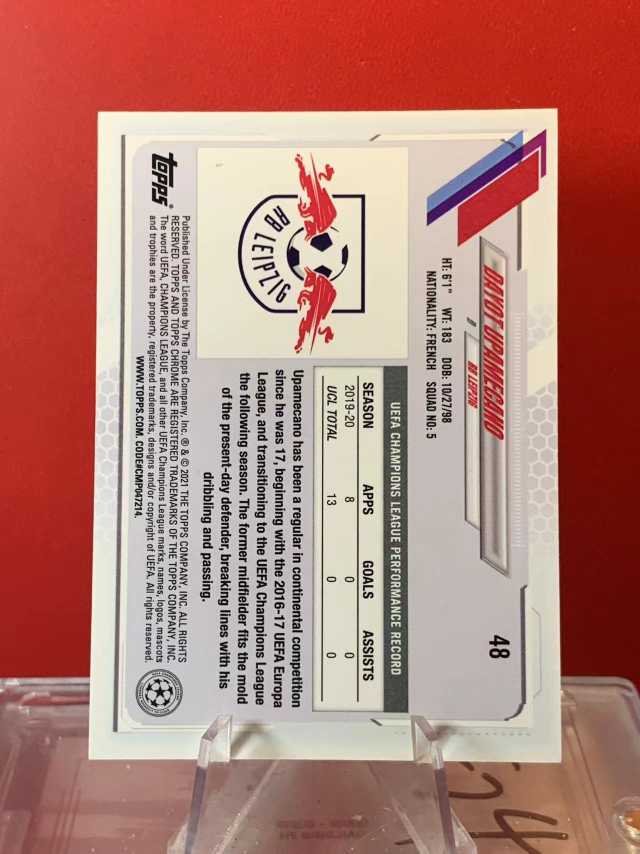 48
DAYOT UPAMECANO
D
RB LEIPZIG
HT: 6'1" WT: 183 DOB: 10/27/98
NATIONALITY: FRENCH SQUAD NO: 5
RB LEIPZIG
UEFA CHAMPIONS LEAGUE PERFORMANCE RECORD
SEASON APPS GOALS ASSISTS
2019-20 8 0 0
UCL TOTAL 13 0 0
Upamecano has been a regular in continental competition
since he was 17, beginning with the 2016-17 UEFA Europa
League, and transitioning to the UEFA Champions League
the following season. The former midfielder fits the mold
of the present-day defender, breaking lines with his
dribbling and passing.
topps®
Published Under License by The Topps Company, Inc. ® & © 2021 THE TOPPS COMPANY, INC. ALL RIGHTS
RESERVED. TOPPS AND TOPPS CHROME ARE REGISTERED TRADEMARKS OF THE TOPPS COMPANY, INC.
The word UEFA, CHAMPIONS LEAGUE, and all other UEFA Champions League marks, names, logos, mascots
and trophies are the property, registered trademarks, designs and/or copyright of UEFA. All rights reserved.
WWW.TOPPS.COM. CODE#CMP047214.